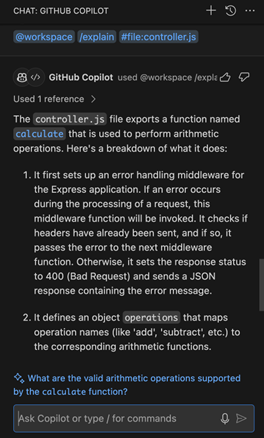 CHAT: GITHUB COPILOT
@workspace /explain #file:controller.js
GitHub Copilot used @workspace /expla
Used 1 reference >
The controller.js file exports a function named
calculate that is used to perform arithmetic
operations. Here's a breakdown of what it does:
1. It first sets up an error handling middleware for
the Express application. If an error occurs
during the processing of a request, this
middleware function will be invoked. It checks if
headers have already been sent, and if so, it
passes the error to the next middleware
function. Otherwise, it sets the response status
to 400 (Bad Request) and sends a JSON
response containing the error message.
2. It defines an object operations that maps
operation names (like 'add', 'subtract', etc.) to
the corresponding arithmetic functions.
What are the valid arithmetic operations supported
by the calculate function?
Ask Copilot or type / for commands